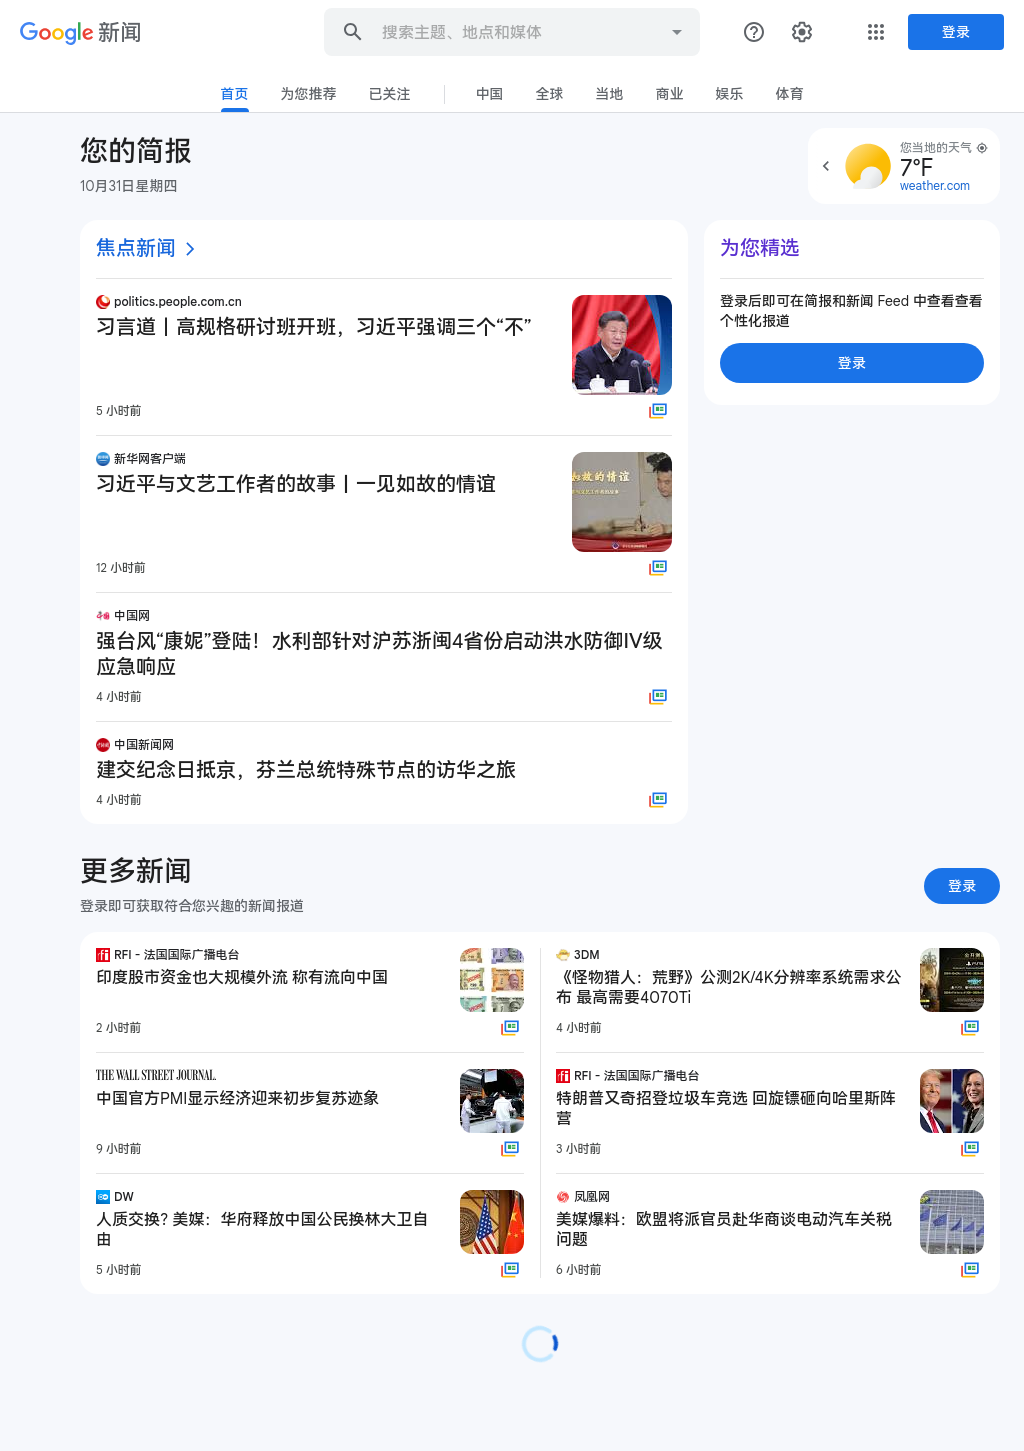 Google 新闻
搜索主题、地点和媒体
登录
首页
为您推荐
已关注
中国
全球
当地
商业
娱乐
体育
您的简报
10月31日星期四
您当地的天气
7°F
weather.com
焦点新闻
politics.people.com.cn
习言道丨高规格研讨班开班，习近平强调三个“不”
5 小时前
新华网客户端
习近平与文艺工作者的故事丨一见如故的情谊
如故的情谊
12 小时前
中国网
强台风“康妮”登陆！水利部针对沪苏浙闽4省份启动洪水防御IV级
应急响应
4 小时前
中国新闻网
建交纪念日抵京，芬兰总统特殊节点的访华之旅
4 小时前
为您精选
登录后即可在简报和新闻 Feed 中查看查看
个性化报道
登录
更多新闻
登录即可获取符合您兴趣的新闻报道
登录
rfi
RFI - 法国国际广播电台
印度股市资金也大规模外流 称有流向中国
2 小时前
THE WALL STREET JOURNAL.
中国官方PMI显示经济迎来初步复苏迹象
9 小时前
DW
人质交换? 美媒：华府释放中国公民换林大卫自
由
5 小时前
3DM
《怪物猎人：荒野》公测2K/4K分辨率系统需求公
布 最高需要4070Ti
4 小时前
rfi
RFI - 法国国际广播电台
特朗普又奇招登垃圾车竞选 回旋镖砸向哈里斯阵
营
3 小时前
凤凰网
美媒爆料：欧盟将派官员赴华商谈电动汽车关税
问题
6 小时前